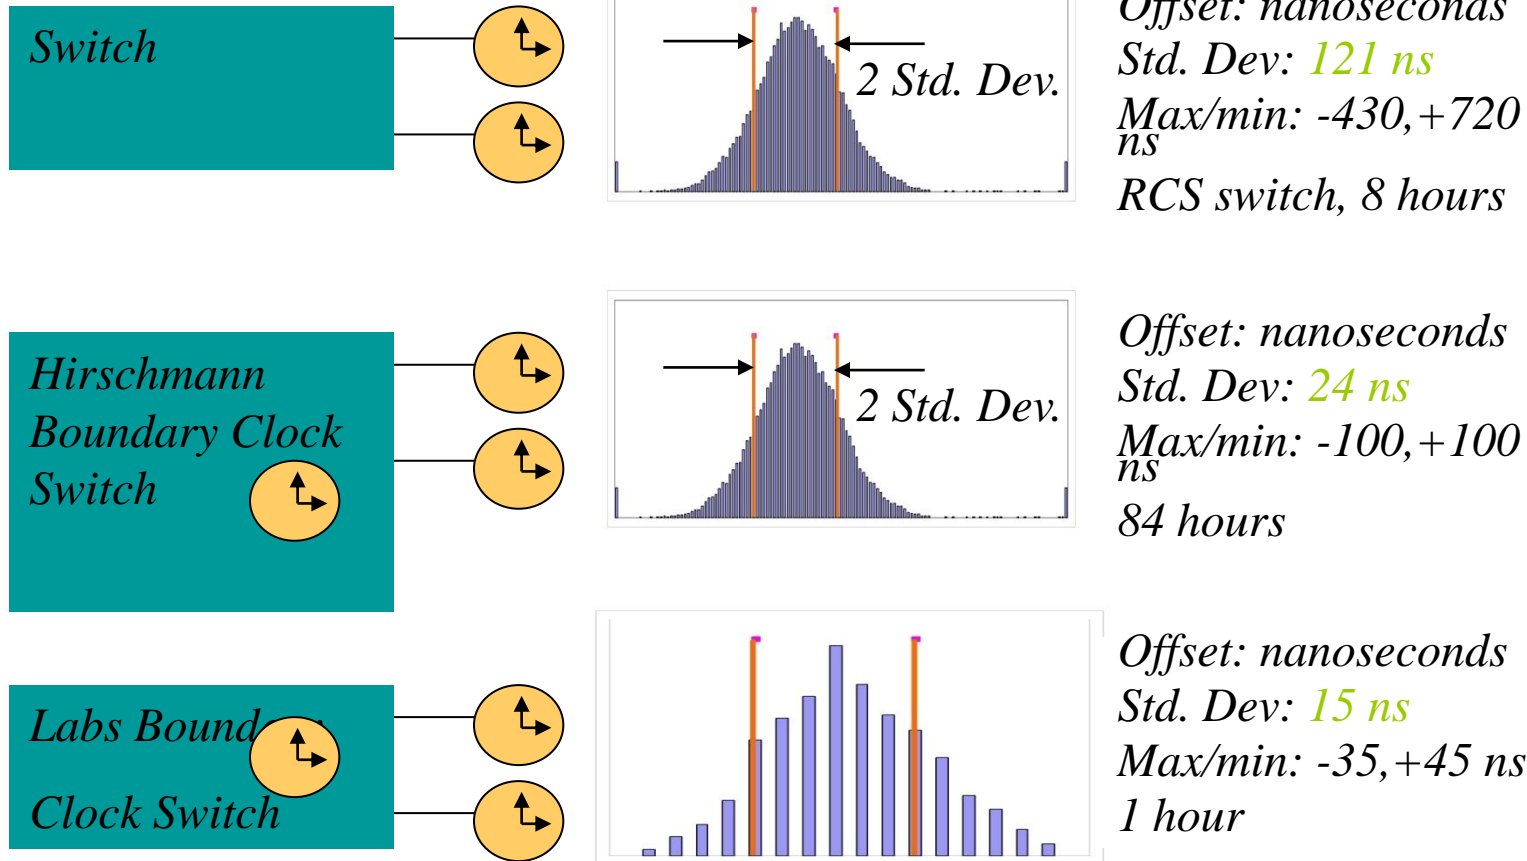 Switch
2 Std. Dev.
Offset: nanoseconds
Std. Dev: 121 ns
Max/min: -430,+720
ns
RCS switch, 8 hours
Hirschmann
Boundary Clock
Switch
2 Std. Dev.
Offset: nanoseconds
Std. Dev: 24 ns
Max/min: -100,+100
ns
84 hours
Labs
Clock Switch
Offset: nanoseconds
Std. Dev: 15 ns
Max/min: -35,+45 ns
1 hour